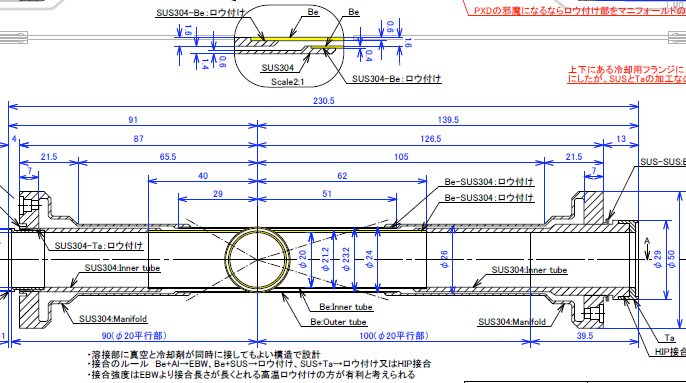 SUS304-Be：ロウ付け
Be
Be
PXDの邪魔になるならロウ付け部をマニフォールドの
1.6
0.6
1.6
1.4
0.6
0.4
SUS304
SUS304-Be：ロウ付け
Scale2:1
上下にある冷却用フランジに
にしたが、SUSとTaの加工な
230.5
91
139.5
4
87
126.5
13
21.5
65.5
105
21.5
7
7
SUS-SUS:E
40
62
Be-SUS304：ロウ付け
29
51
Be-SUS304：ロウ付け
SUS304-Ta：ロウ付け
A
SUS304:Inner tube
φ20
φ21.2
φ23.2
φ24
φ26
SUS304:Inner tube
φ29
φ50
Be:Inner tube
Be:Outer tube
SUS304:Manifold
SUS304:Manifold
1
90(φ20平行部)
100(φ20平行部)
39.5
Ta
HIP接合
・溶接部に真空と冷却剤が同時に接してもよい構造で設計
・接合のルール　Be+Al→EBW、Be+SUS→ロウ付け、SUS+Ta→ロウ付け又はHIP接合
・接合強度はEBWより接合長さが長くとれる高温ロウ付けの方が有利と考えられる